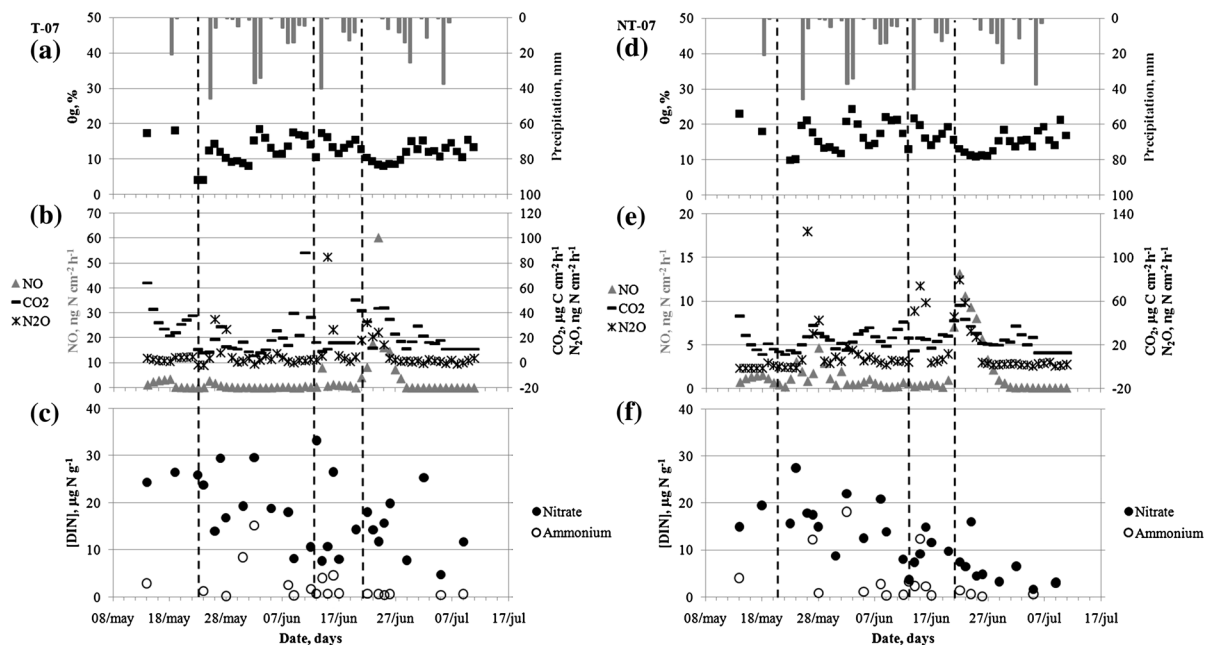 T-07
(a)
θg, %
50
40
30
20
10
0
0
20
40
60
80
100
Precipitation, mm
(b)
NO, ng N cm-2 h-1
70
60
50
40
30
20
10
0
120
100
80
60
40
20
0
-20
CO2, µg C cm-2 h-1
N2O, ng N cm-2 h-1
NO
CO2
N2O
(c)
[DIN], µg N g-1
40
30
20
10
0
08/may
18/may
28/may
07/jun
17/jun
27/jun
07/jul
17/jul
Date, days
Nitrate
Ammonium
NT-07
(d)
θg, %
50
40
30
20
10
0
0
20
40
60
80
100
Precipitation, mm
(e)
NO, ng N cm-2 h-1
20
15
10
5
0
140
100
60
20
-20
CO2, µg C cm-2 h-1
N2O, ng N cm-2 h-1
NO
CO2
N2O
(f)
[DIN], µg N g-1
40
30
20
10
0
08/may
18/may
28/may
07/jun
17/jun
27/jun
07/jul
17/jul
Date, days
Nitrate
Ammonium